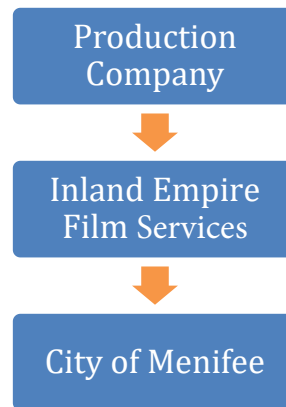 Production
Company
Inland Empire
Film Services
City of Menifee